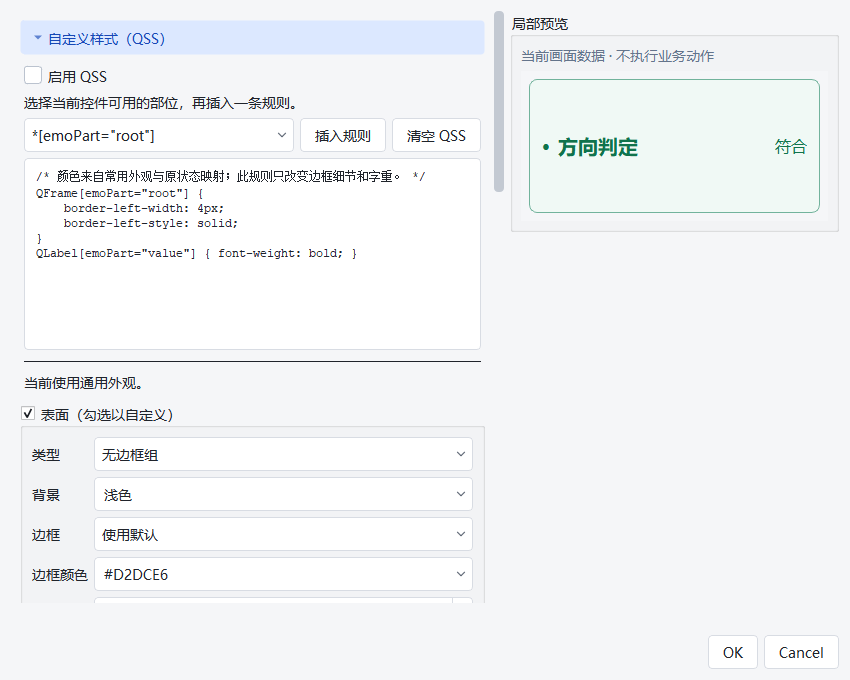 自定义样式（QSS）
启用 QSS
选择当前控件可用的部位，再插入一条规则。
*[emoPart="root"]
插入规则
清空 QSS
/* 颜色来自常用外观与原状态映射；此规则只改变边框细节和字重。 */
QFrame[emoPart="root"] {
    border-left-width: 4px;
    border-left-style: solid;
}
QLabel[emoPart="value"] { font-weight: bold; }
当前使用通用外观。
表面（勾选以自定义）
类型
无边框组
背景
浅色
边框
使用默认
边框颜色
#D2DCE6
局部预览
当前画面数据 · 不执行业务动作
• 方向判定
符合
OK
Cancel